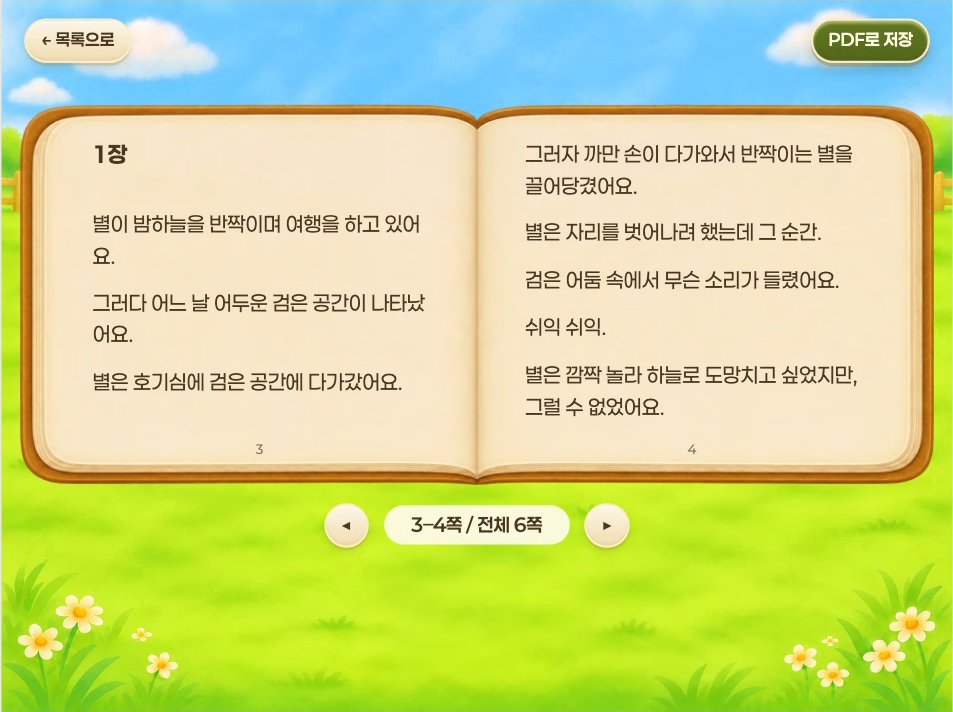 ← 목록으로
PDF로 저장
1장
별이 밤하늘을 반짝이며 여행을 하고 있어
요.
그러다 어느 날 어두운 검은 공간이 나타났
어요.
별은 호기심에 검은 공간에 다가갔어요.
3
그러자 까만 손이 다가와서 반짝이는 별을
끌어당겼어요.
별은 자리를 벗어나려 했는데 그 순간.
검은 어둠 속에서 무슨 소리가 들렸어요.
쉬익 쉬익.
별은 깜짝 놀라 하늘로 도망치고 싶었지만,
그럴 수 없었어요.
4
◀ 3–4쪽 / 전체 6쪽 ▶